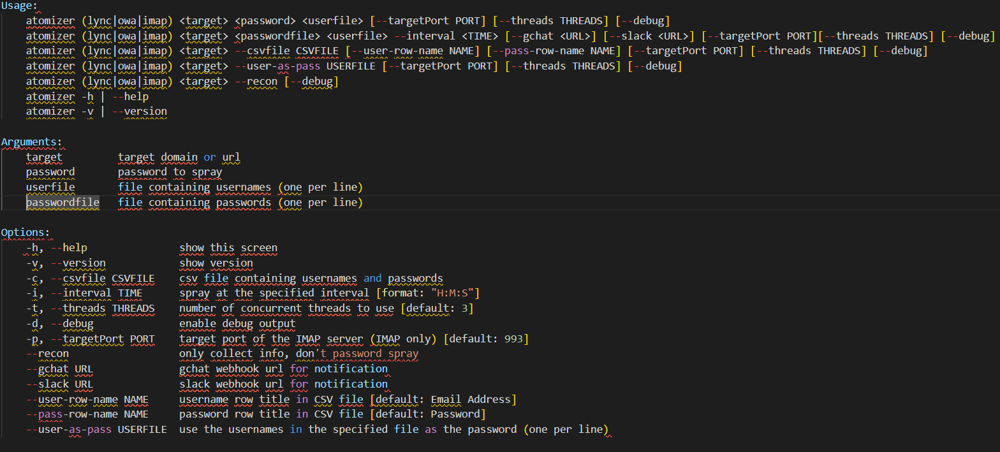 Usage:
atomizer (lync|owa|imap) <target> <password> <userfile> [--targetPort PORT] [--threads THREADS] [--debug]
atomizer (lync|owa|imap) <target> <passwordfile> <userfile> --interval <TIME> [--gchat <URL>] [--slack <URL>] [--targetPort PORT][--threads THREADS] [--debug]
atomizer (lync|owa|imap) <target> --csvfile CSVFILE [--user-row-name NAME] [--pass-row-name NAME] [--targetPort PORT] [--threads THREADS] [--debug]
atomizer (lync|owa|imap) <target> --user-as-pass USERFILE [--targetPort PORT] [--threads THREADS] [--debug]
atomizer (lync|owa|imap) <target> --recon [--debug]
atomizer -h | --help
atomizer -v | --version
Arguments:
target target domain or url
password password to spray
userfile file containing usernames (one per line)
passwordfile file containing passwords (one per line)
Options:
-h, --help show this screen
-v, --version show version
-c, --csvfile CSVFILE csv file containing usernames and passwords
-i, --interval TIME spray at the specified interval [format: "H:M:S"]
-t, --threads THREADS number of concurrent threads to use [default: 3]
-d, --debug enable debug output
-p, --targetPort PORT target port of the IMAP server (IMAP only) [default: 993]
--recon only collect info, don't password spray
--gchat URL gchat webhook url for notification
--slack URL slack webhook url for notification
--user-row-name NAME username row title in CSV file [default: Email Address]
--pass-row-name NAME password row title in CSV file [default: Password]
--user-as-pass USERFILE use the usernames in the specified file as the password (one per line)